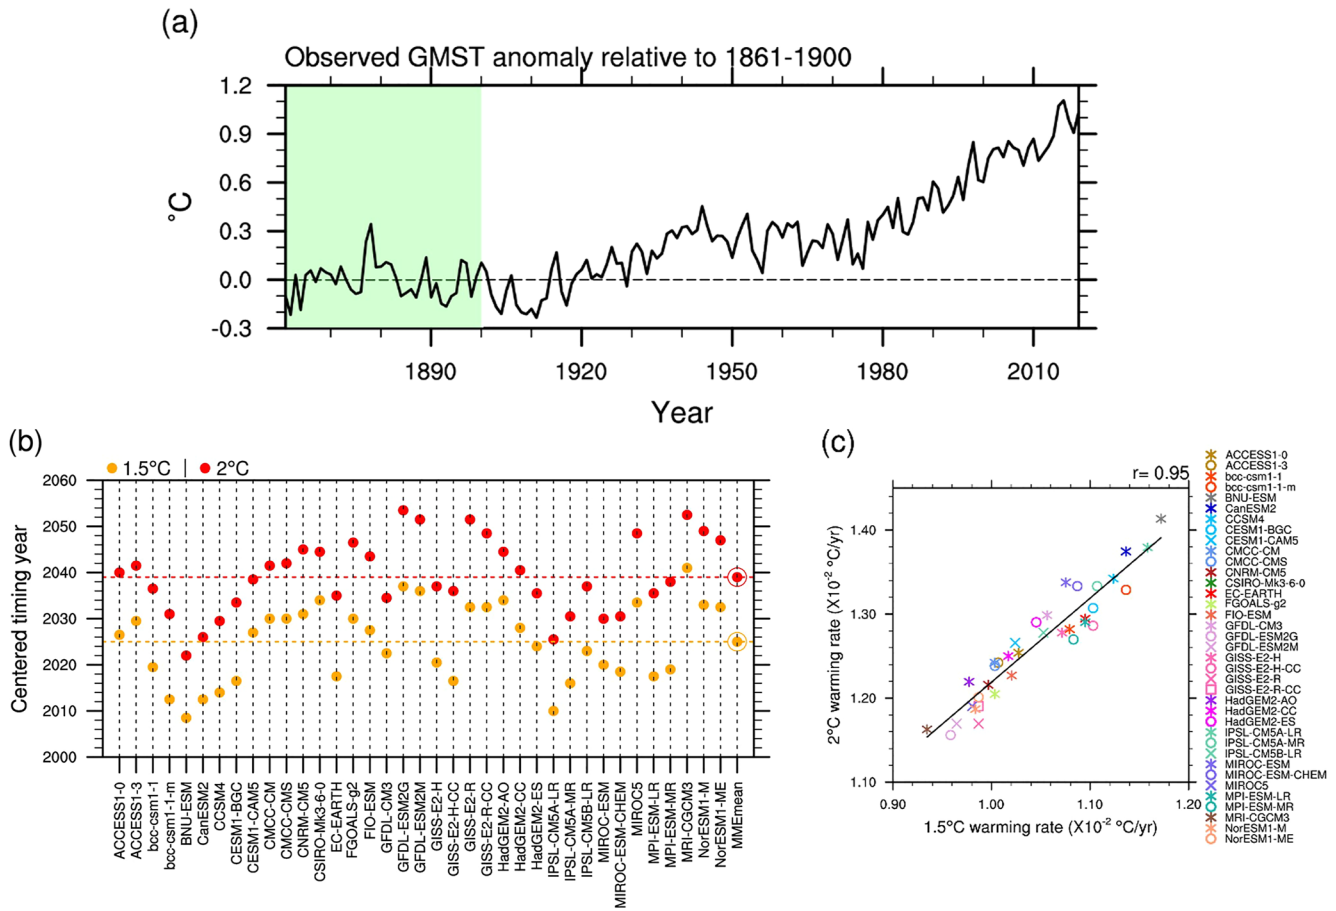 (a)
Observed GMST anomaly relative to 1861-1900
1.2
0.9
0.6
0.3
0.0
-0.3
°C
1890
1920
1950
1980
2010
Year
(b)
1.5°C | 2°C
2060
2050
2040
2030
2020
2010
2000
Centered timing year
ACCESS1-0
ACCESS1-3
bcc-csm1-1
bcc-csm1-1-m
BNU-ESM
CanESM2
CCSM4
CESM1-BGC
CESM1-CAM5
CMCC-CM
CMCC-CMS
CNRM-CM5
CSIRO-Mk3-6-0
EC-EARTH
FGOALS-g2
FIO-ESM
GFDL-CM3
GFDL-ESM2G
GFDL-ESM2M
GISS-E2-H
GISS-E2-H-CC
GISS-E2-R
GISS-E2-R-CC
HadGEM2-AO
HadGEM2-CC
HadGEM2-ES
IPSL-CM5A-LR
IPSL-CM5A-MR
IPSL-CM5B-LR
MIROC-ESM
MIROC-ESM-CHEM
MIROC5
MPI-ESM-LR
MPI-ESM-MR
MRI-CGCM3
NorESM1-M
NorESM1-ME
MMEmean
(c)
r= 0.95
1.40
1.30
1.20
1.10
2°C warming rate (X10⁻² °C/yr)
0.90
1.00
1.10
1.20
1.5°C warming rate (X10⁻² °C/yr)
ACCESS1-0
ACCESS1-3
bcc-csm1-1
bcc-csm1-1-m
BNU-ESM
CanESM2
CCSM4
CESM1-BGC
CESM1-CAM5
CMCC-CM
CMCC-CMS
CNRM-CM5
CSIRO-Mk3-6-0
EC-EARTH
FGOALS-g2
FIO-ESM
GFDL-CM3
GFDL-ESM2G
GFDL-ESM2M
GISS-E2-H
GISS-E2-H-CC
GISS-E2-R
GISS-E2-R-CC
HadGEM2-AO
HadGEM2-CC
HadGEM2-ES
IPSL-CM5A-LR
IPSL-CM5A-MR
IPSL-CM5B-LR
MIROC-ESM
MIROC-ESM-CHEM
MIROC5
MPI-ESM-LR
MPI-ESM-MR
MRI-CGCM3
NorESM1-M
NorESM1-ME